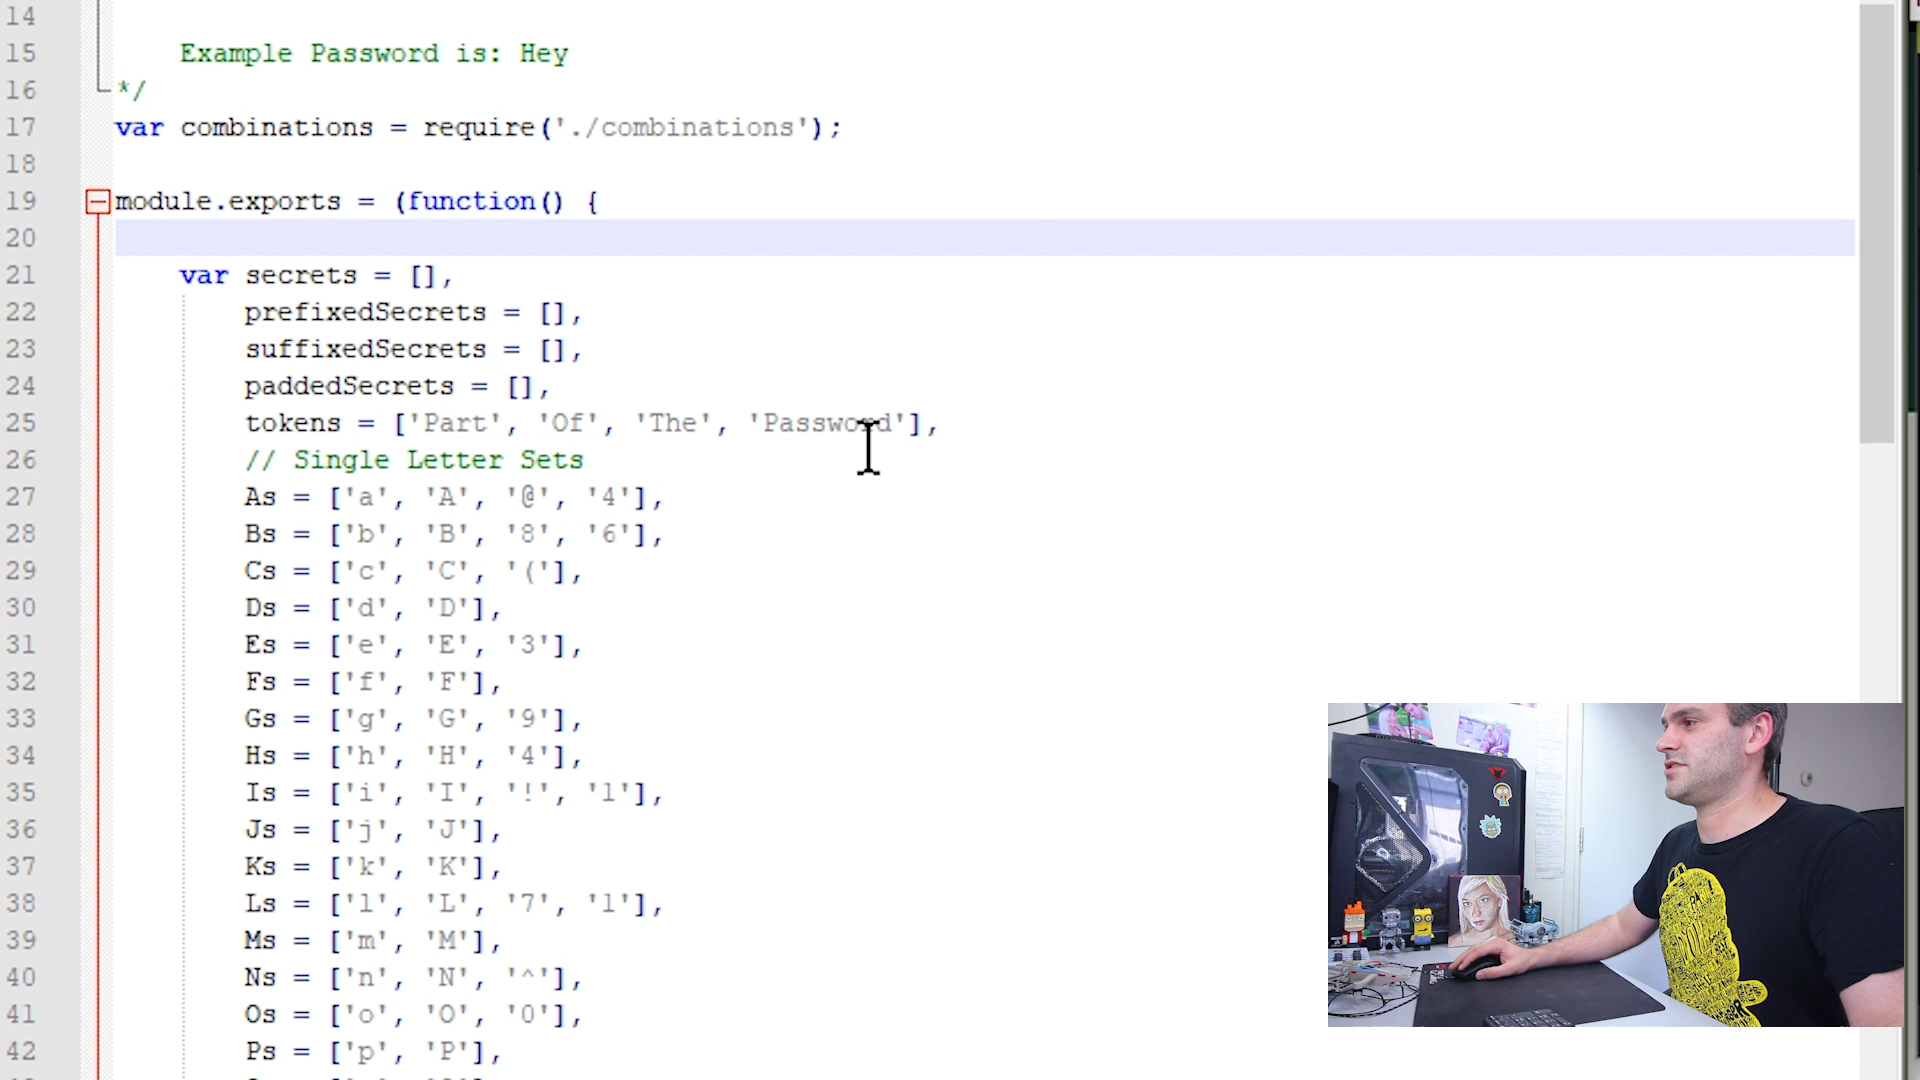 14
15 Example Password is: Hey
16 */
17 var combinations = require('./combinations');
18
19 module.exports = (function() {
20
21 var secrets = [],
22 prefixedSecrets = [],
23 suffixedSecrets = [],
24 paddedSecrets = [],
25 tokens = ['Part', 'Of', 'The', 'Password'],
26 // Single Letter Sets
27 As = ['a', 'A', '@', '4'],
28 Bs = ['b', 'B', '8', '6'],
29 Cs = ['c', 'C', '('],
30 Ds = ['d', 'D'],
31 Es = ['e', 'E', '3'],
32 Fs = ['f', 'F'],
33 Gs = ['g', 'G', '9'],
34 Hs = ['h', 'H', '4'],
35 Is = ['i', 'I', '!', 'l'],
36 Js = ['j', 'J'],
37 Ks = ['k', 'K'],
38 Ls = ['l', 'L', '7', '1'],
39 Ms = ['m', 'M'],
40 Ns = ['n', 'N', '^'],
41 Os = ['o', 'O', '0'],
42 Ps = ['p', 'P'],